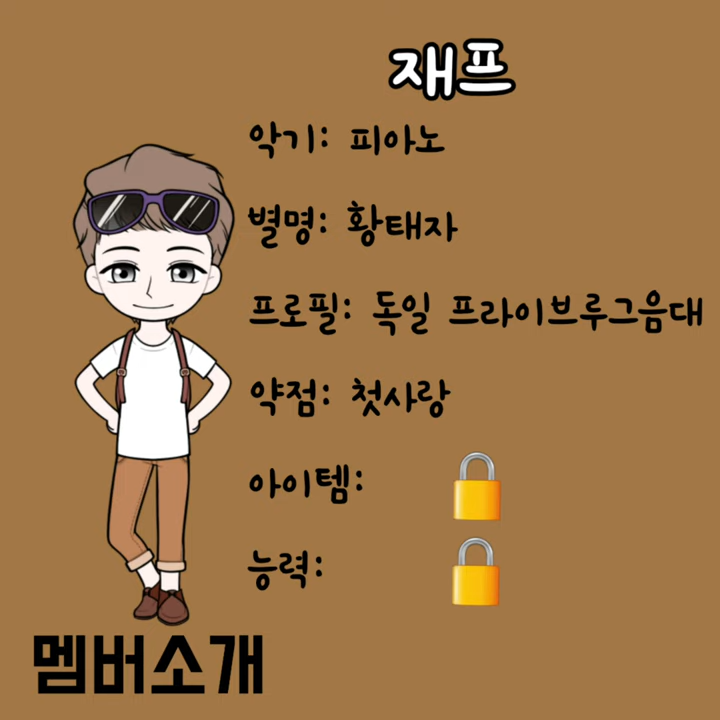 재프
악기: 피아노
별명: 황태자
프로필: 독일 프라이브루그음대
약점: 첫사랑
아이템:
능력:
멤버소개